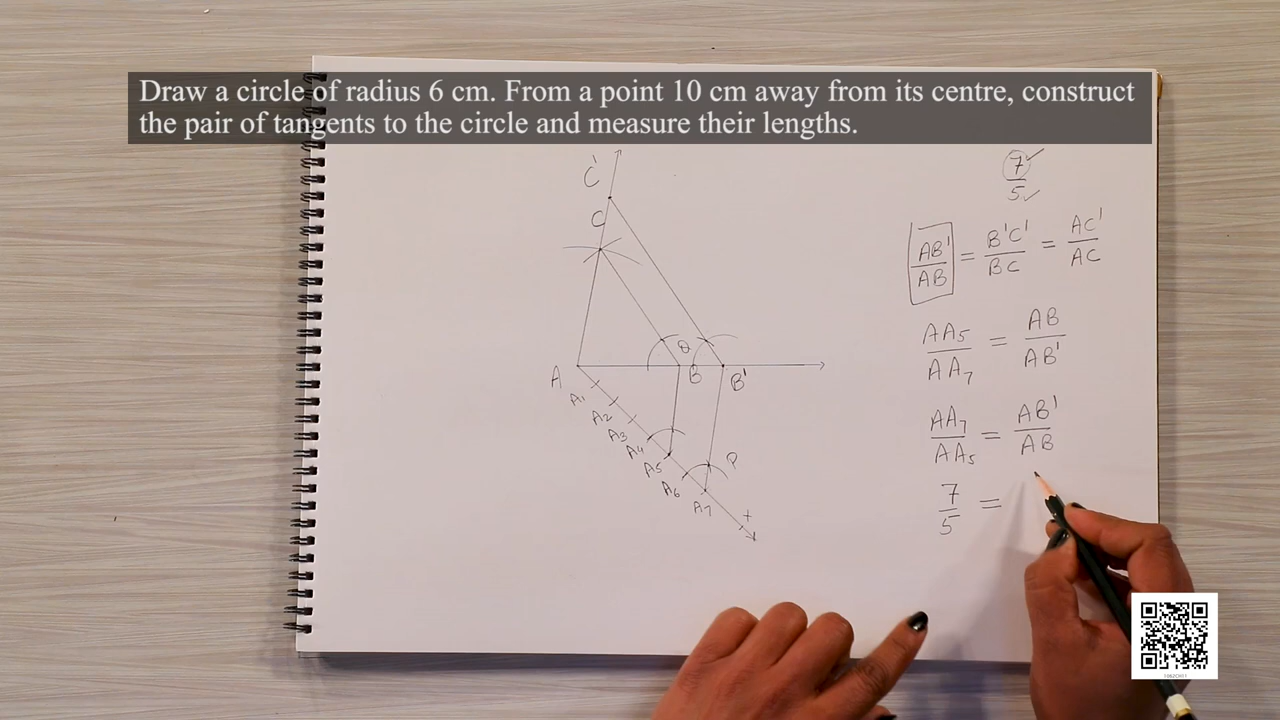 Draw a circle of radius 6 cm. From a point 10 cm away from its centre, construct
the pair of tangents to the circle and measure their lengths.
7/5
AB'/AB = B'C'/BC = AC'/AC
AA5/AA7 = AB/AB'
AA7/AA5 = AB'/AB
7/5 =
C'
C
Q
A
B
B'
A1
A2
A3
A4
A5
P
A6
A7